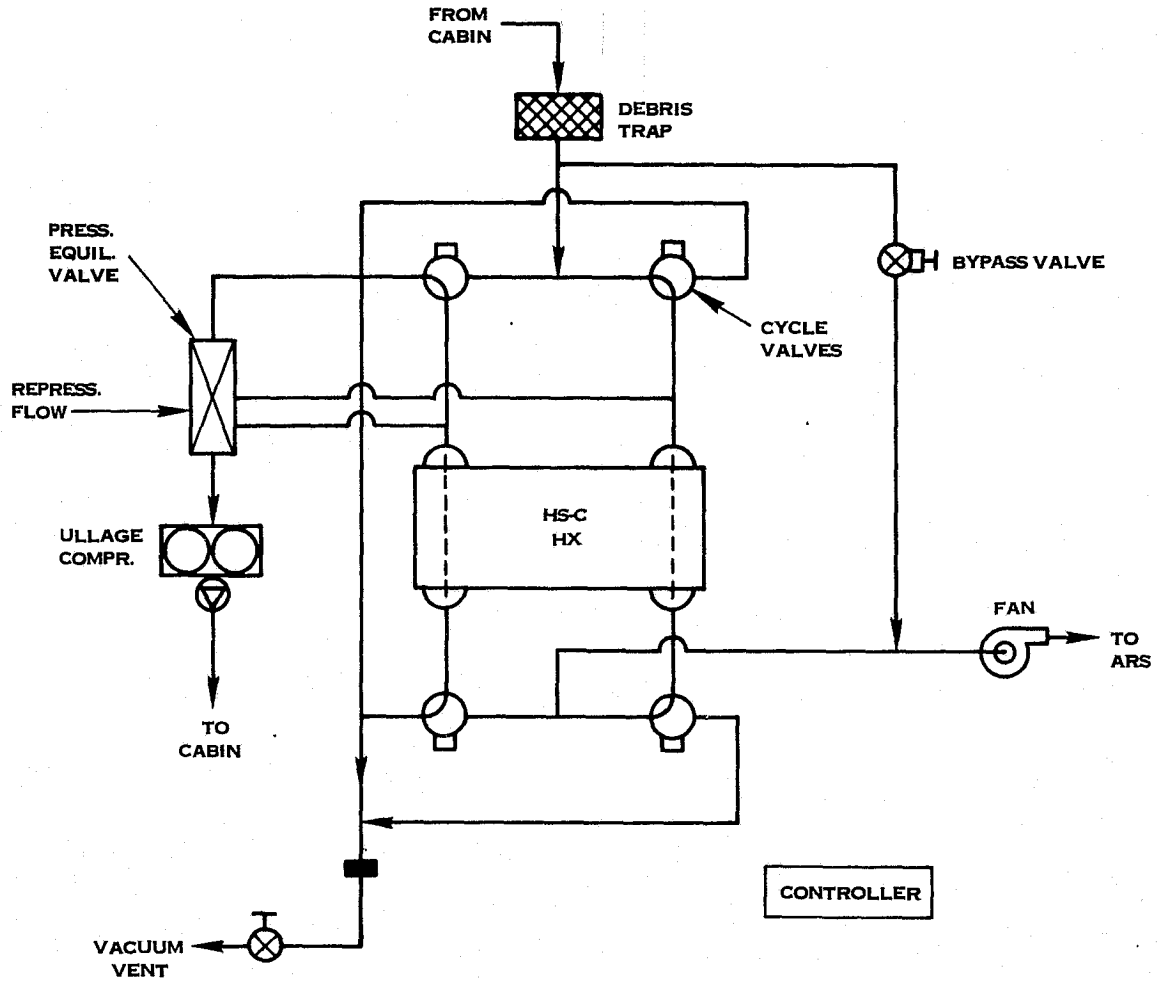 FROM
CABIN
DEBRIS
TRAP
PRESS.
EQUIL.
VALVE
BYPASS VALVE
CYCLE
VALVES
REPRESS.
FLOW
HS-C
HX
ULLAGE
COMPR.
FAN
TO
ARS
TO
CABIN
CONTROLLER
VACUUM
VENT